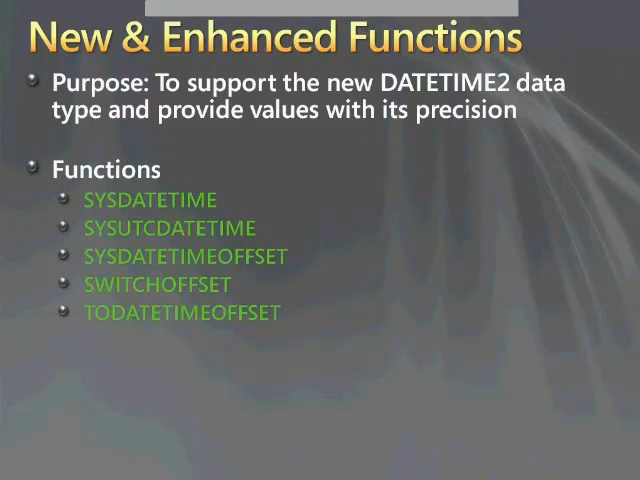 New & Enhanced Functions
Purpose: To support the new DATETIME2 data
type and provide values with its precision
Functions
SYSDATETIME
SYSUTCDATETIME
SYSDATETIMEOFFSET
SWITCHOFFSET
TODATETIMEOFFSET